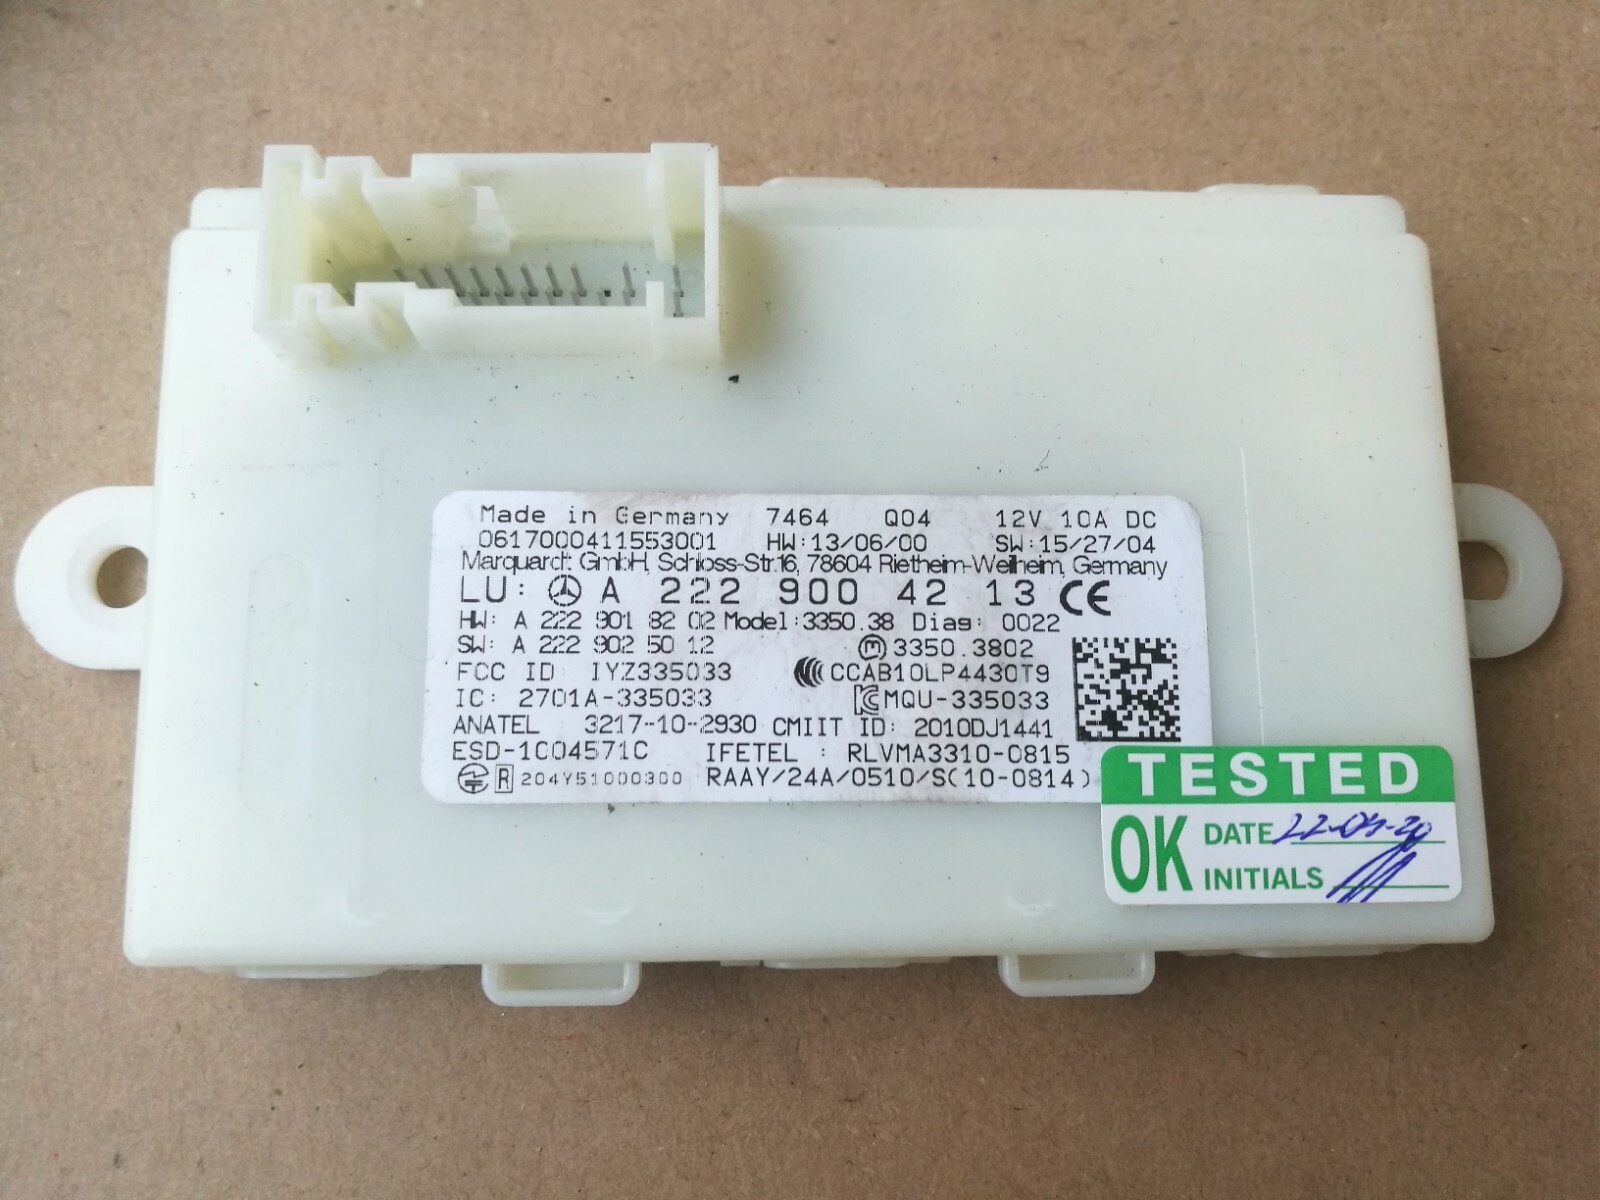 Made in Germany 7464 Q04 12V 10A DC
0617000411553001 HW:13/06/00 SW:15/27/04
Marquardt GmbH, Schloss-Str.16, 78604 Rietheim-Weilheim, Germany
LU: A 222 900 42 13 CE
HW: A 222 901 82 02 Model:3350.38 Diag: 0022
SW: A 222 902 50 12 m 3350.3802
FCC ID IYZ335033 CCAB10LP4430T9
IC: 2701A-335033 MQU-335033
ANATEL 3217-10-2930 CMIIT ID: 2010DJ1441
ESD-1004571C IFETEL : RLVMA3310-0815
R 204Y51000300 RAAY/24A/0510/S(10-0814)
TESTED
OK DATE 22-04-20
INITIALS